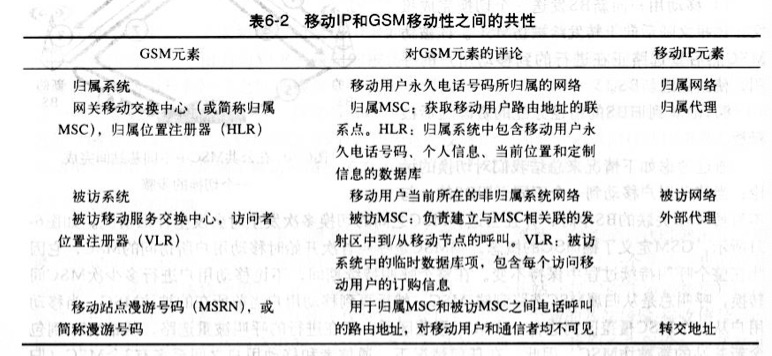 表6-2 移动IP和GSM移动性之间的共性
GSM元素 对GSM元素的评论 移动IP元素
归属系统 移动用户永久电话号码所归属的网络 归属网络
网关移动交换中心（或简称归属 归属MSC：获取移动用户路由地址的联 归属代理
MSC），归属位置注册器（HLR） 系点。HLR：归属系统中包含移动用户永
久电话号码、个人信息、当前位置和定制
信息的数据库
被访系统 移动用户当前所在的非归属系统网络 被访网络
被访移动服务交换中心，访问者 被访MSC：负责建立与MSC相关联的发 外部代理
位置注册器（VLR） 射区中到/从移动节点的呼叫。VLR：被访
系统中的临时数据库项，包含每个访问移
动用户的订购信息
移动站点漫游号码（MSRN），或 用于归属MSC和被访MSC之间电话呼叫
简称漫游号码 的路由地址，对移动用户和通信者均不可见 转交地址